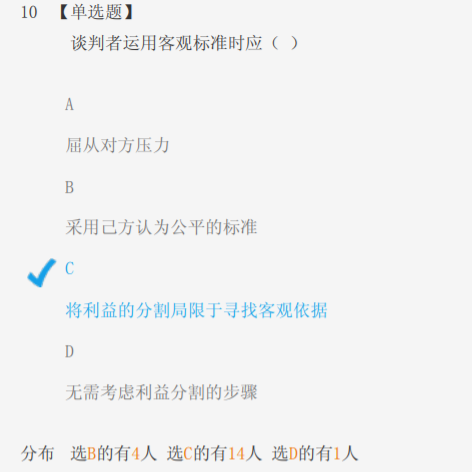 10 【单选题】
谈判者运用客观标准时应（ ）
A
屈从对方压力
B
采用己方认为公平的标准
C
将利益的分割局限于寻找客观依据
D
无需考虑利益分割的步骤
分布 选B的有4人 选C的有14人 选D的有1人